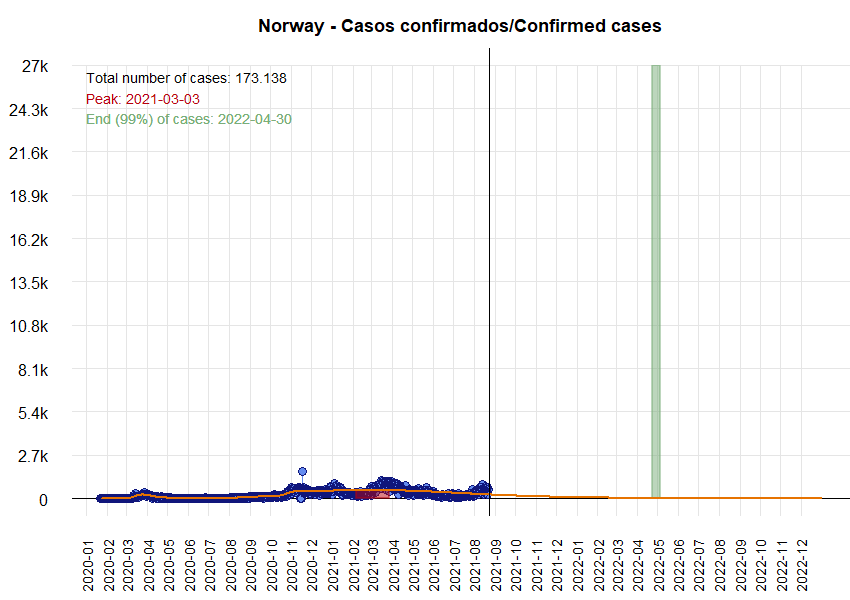 Norway - Casos confirmados/Confirmed cases
27k
24.3k
21.6k
18.9k
16.2k
13.5k
10.8k
8.1k
5.4k
2.7k
0
Total number of cases: 173.138
Peak: 2021-03-03
End (99%) of cases: 2022-04-30
2020-01
2020-02
2020-03
2020-04
2020-05
2020-06
2020-07
2020-08
2020-09
2020-10
2020-11
2020-12
2021-01
2021-02
2021-03
2021-04
2021-05
2021-06
2021-07
2021-08
2021-09
2021-10
2021-11
2021-12
2022-01
2022-02
2022-03
2022-04
2022-05
2022-06
2022-07
2022-08
2022-09
2022-10
2022-11
2022-12